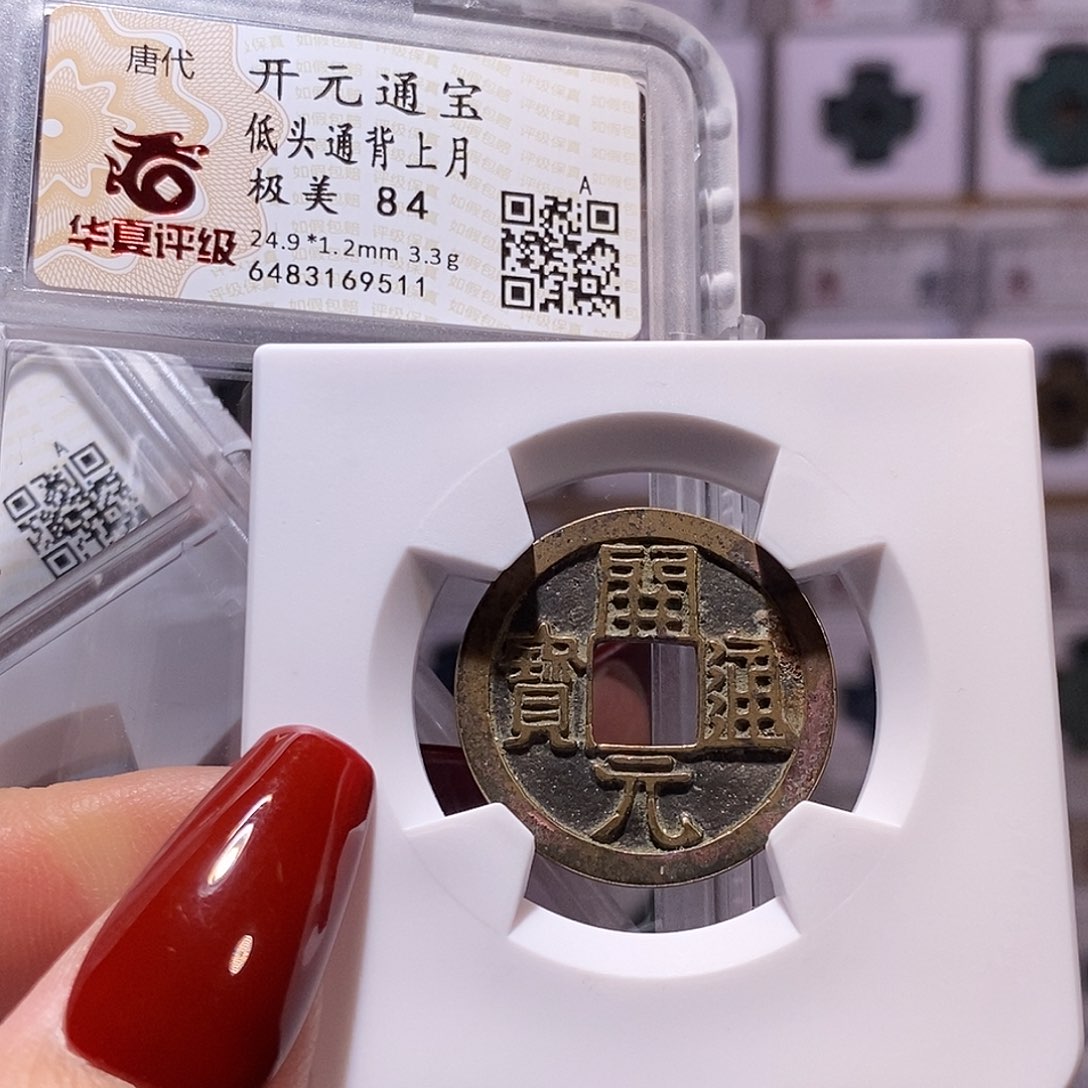 唐代
华夏评级
开元通宝
低头通背上月
极美 84
24.9*1.2mm 3.3g
6483169511
A
A
開
元
通
寶